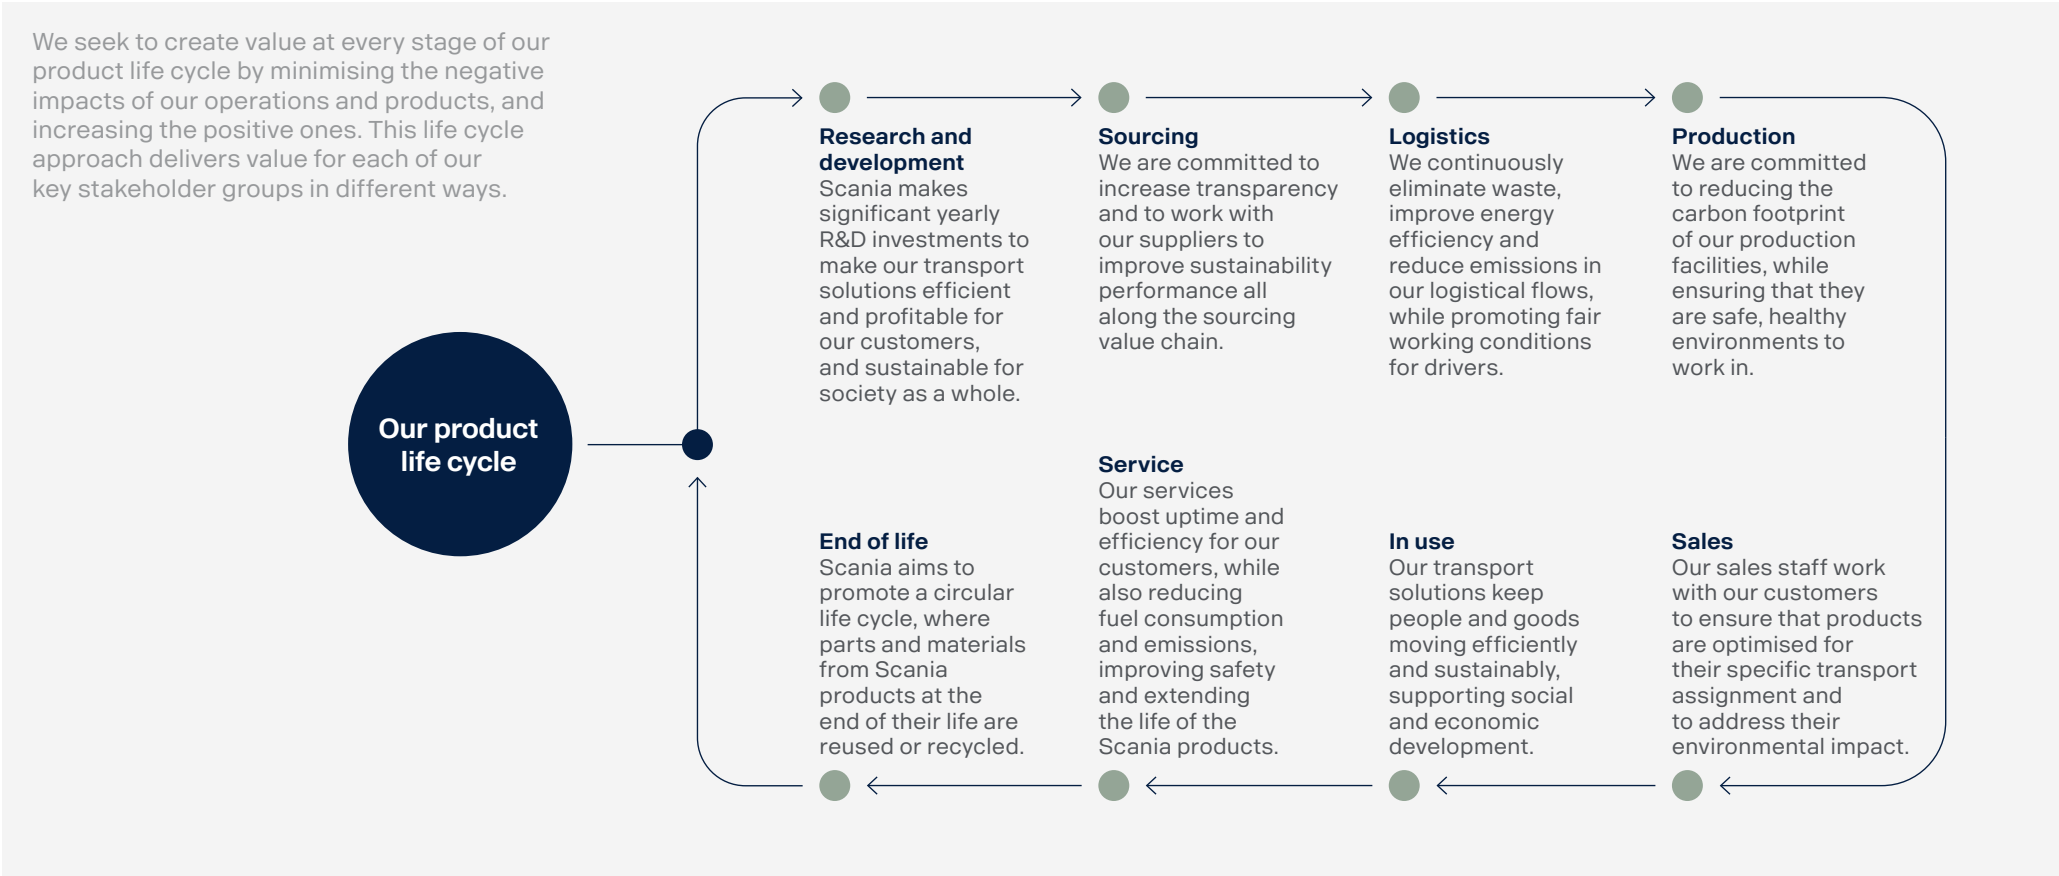 We seek to create value at every stage of our
product life cycle by minimising the negative
impacts of our operations and products, and
increasing the positive ones. This life cycle
approach delivers value for each of our
key stakeholder groups in different ways.
Our product
life cycle
Research and
development
Scania makes
significant yearly
R&D investments to
make our transport
solutions efficient
and profitable for
our customers,
and sustainable for
society as a whole.
Sourcing
We are committed to
increase transparency
and to work with
our suppliers to
improve sustainability
performance all
along the sourcing
value chain.
Logistics
We continuously
eliminate waste,
improve energy
efficiency and
reduce emissions in
our logistical flows,
while promoting fair
working conditions
for drivers.
Production
We are committed
to reducing the
carbon footprint
of our production
facilities, while
ensuring that they
are safe, healthy
environments to
work in.
Sales
Our sales staff work
with our customers
to ensure that products
are optimised for
their specific transport
assignment and
to address their
environmental impact.
In use
Our transport
solutions keep
people and goods
moving efficiently
and sustainably,
supporting social
and economic
development.
Service
Our services
boost uptime and
efficiency for our
customers, while
also reducing
fuel consumption
and emissions,
improving safety
and extending
the life of the
Scania products.
End of life
Scania aims to
promote a circular
life cycle, where
parts and materials
from Scania
products at the
end of their life are
reused or recycled.